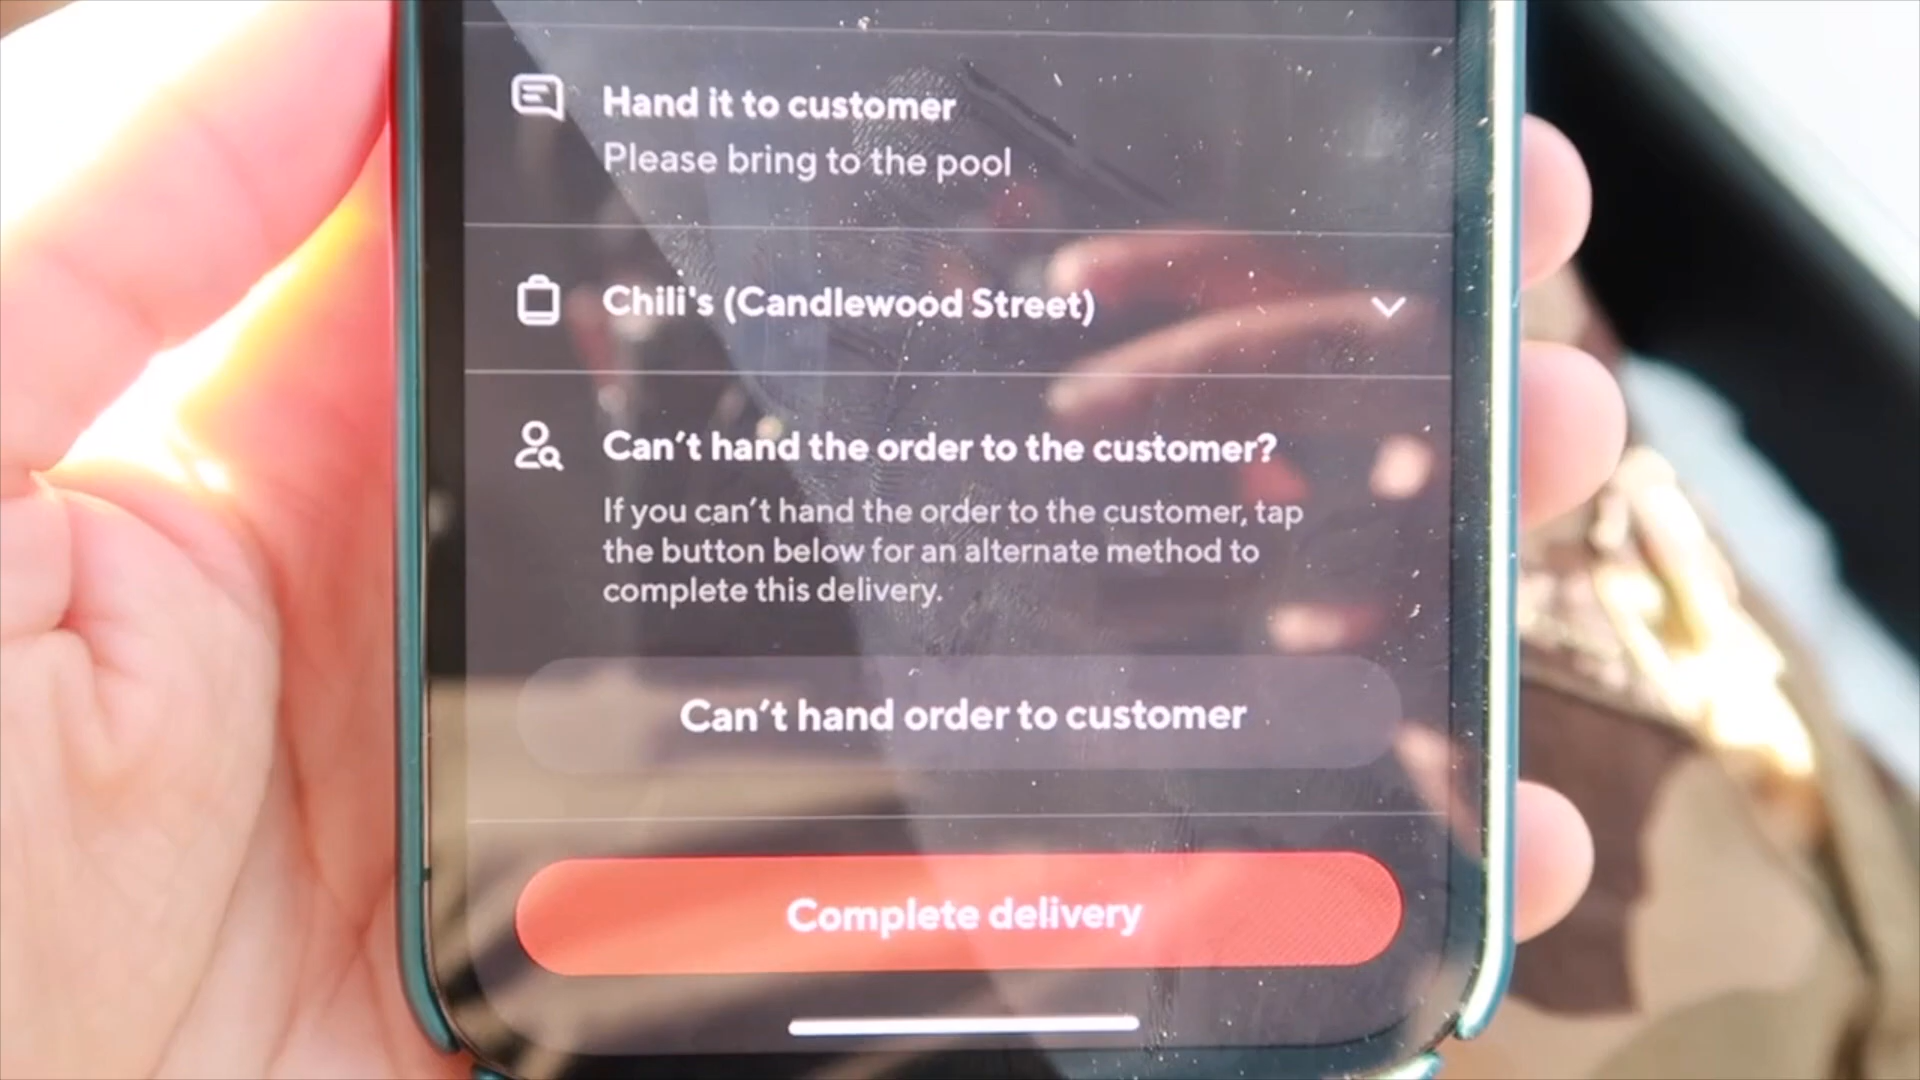 Hand it to customer
Please bring to the pool
Chili's (Candlewood Street)
Can't hand the order to the customer?
If you can't hand the order to the customer, tap
the button below for an alternate method to
complete this delivery.
Can't hand order to customer
Complete delivery